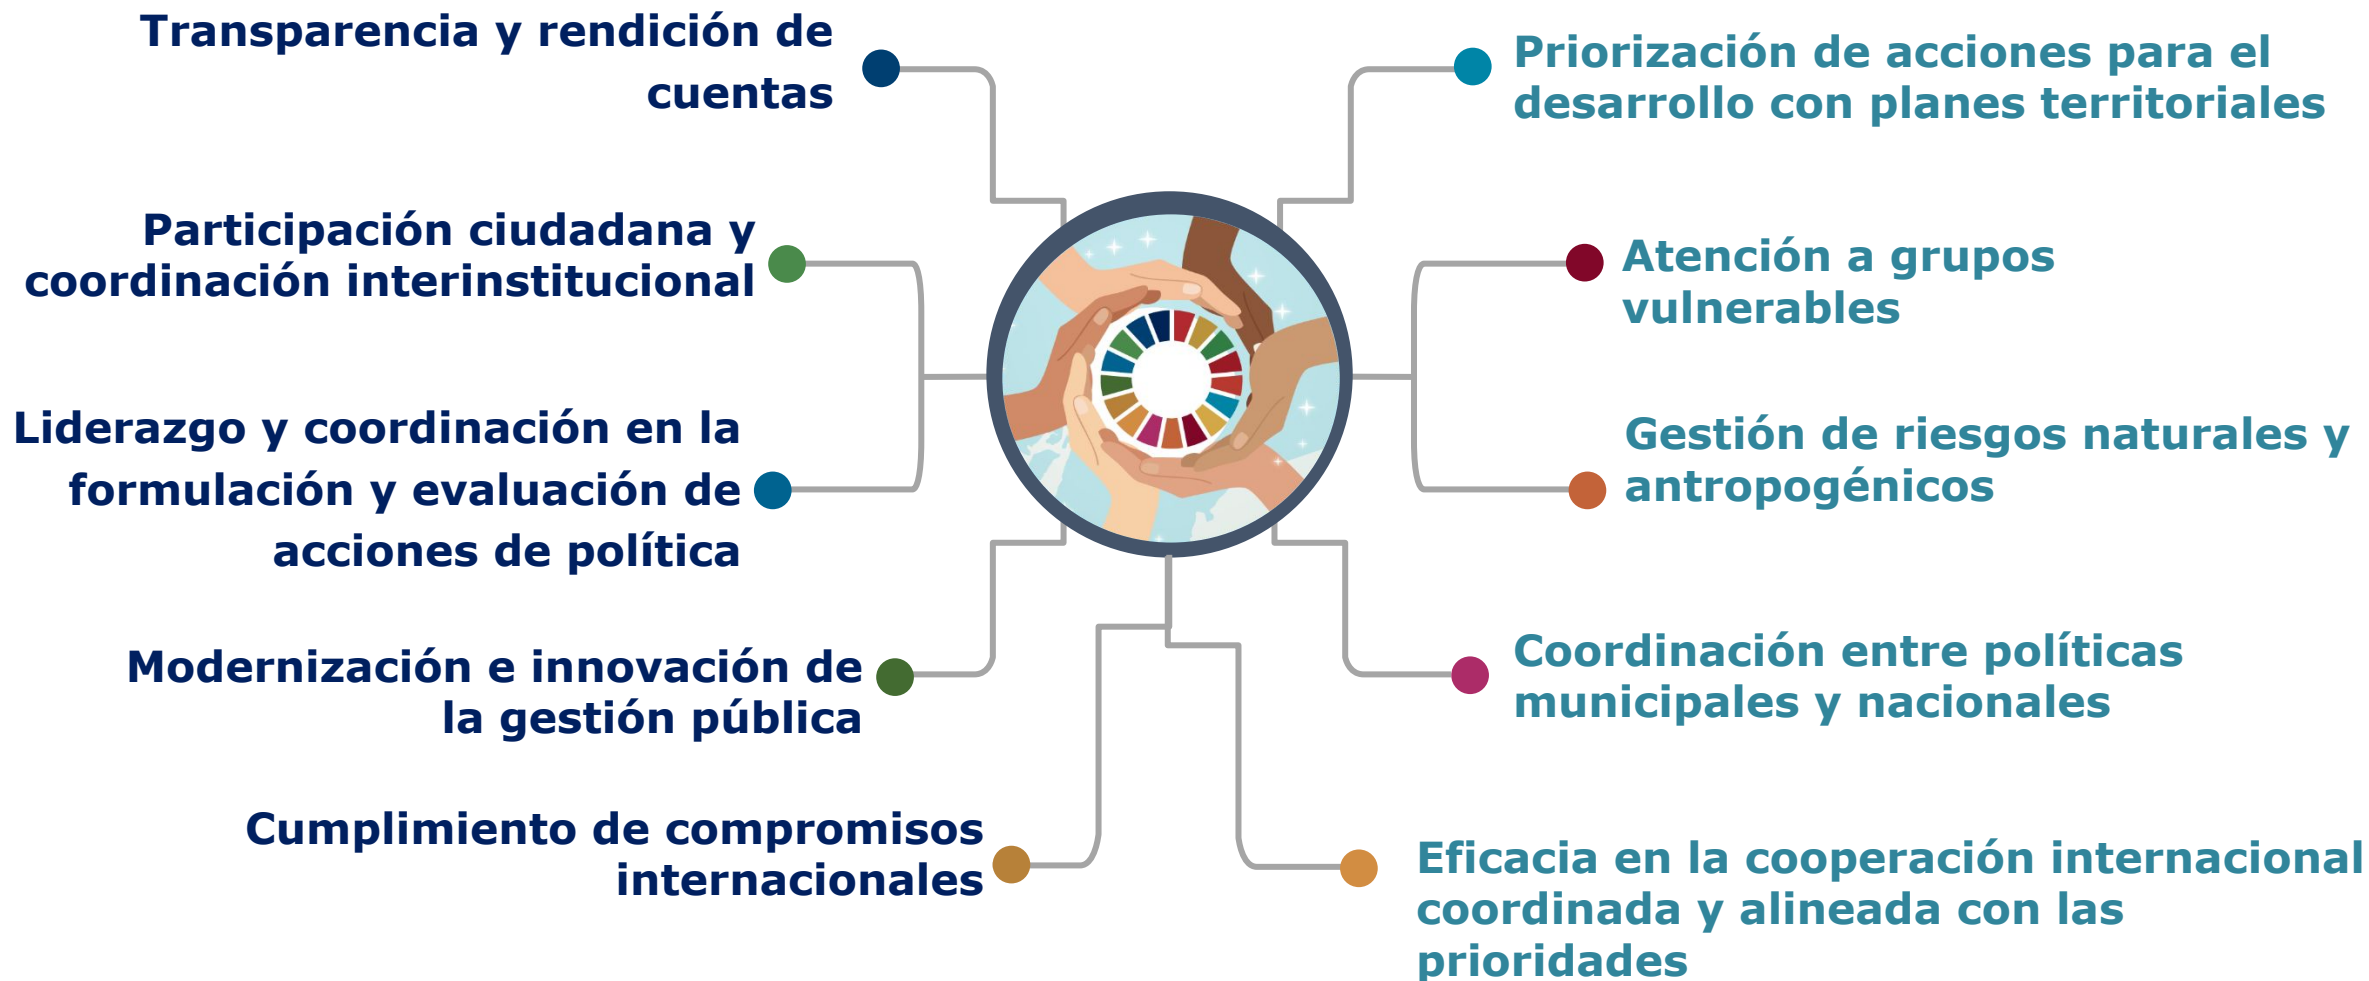 Transparencia y rendición de
cuentas
Participación ciudadana y
coordinación interinstitucional
Liderazgo y coordinación en la
formulación y evaluación de
acciones de política
Modernización e innovación de
la gestión pública
Cumplimiento de compromisos
internacionales
Priorización de acciones para el
desarrollo con planes territoriales
Atención a grupos
vulnerables
Gestión de riesgos naturales y
antropogénicos
Coordinación entre políticas
municipales y nacionales
Eficacia en la cooperación internacional
coordinada y alineada con las
prioridades